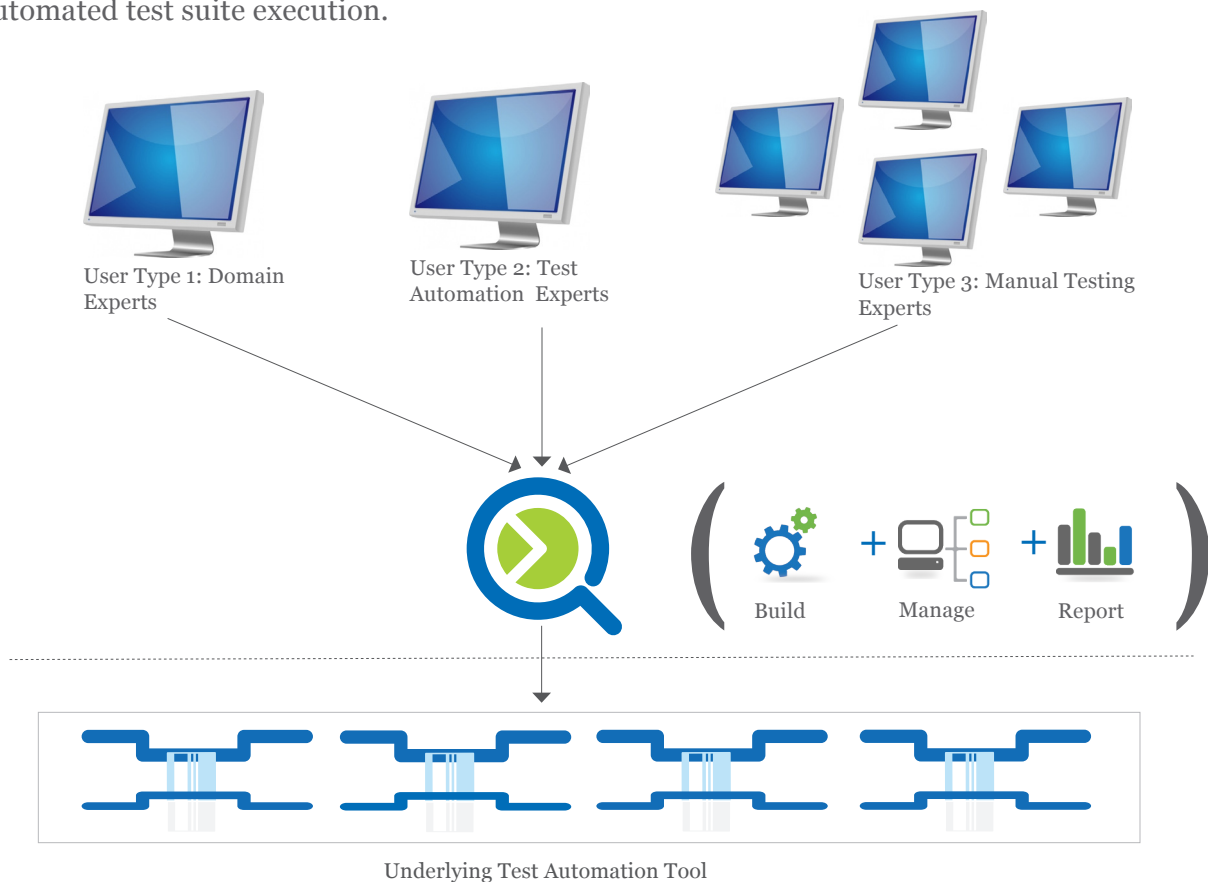 utomated test suite execution.
User Type 1: Domain
Experts
User Type 2: Test
Automation Experts
User Type 3: Manual Testing
Experts
Build
+
Manage
+
Report
Underlying Test Automation Tool